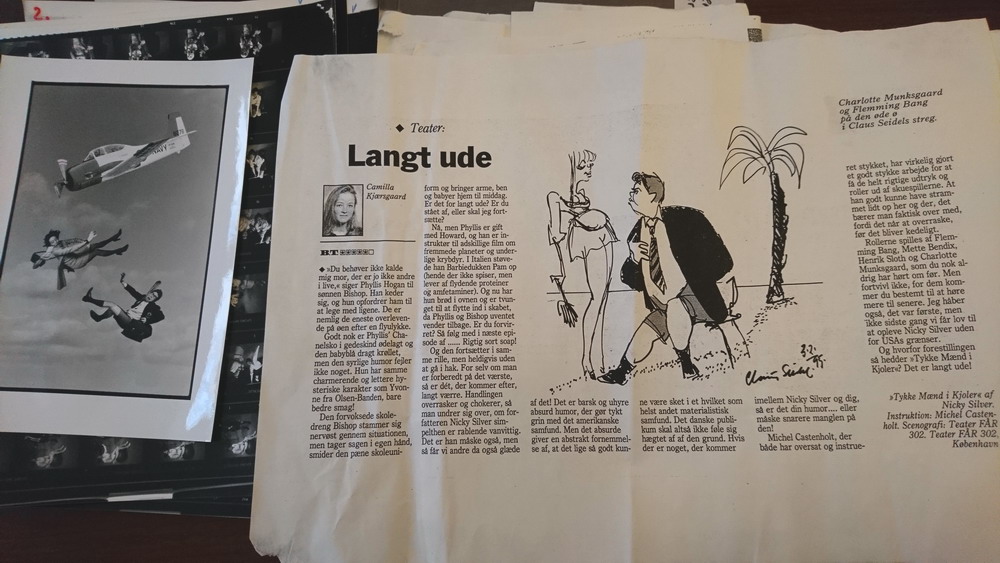 2.
NAVY
◆ Teater:
Langt ude
Camilla
Kjærsgaard
BT
◆ »Du behøver ikke kalde
mig mor, der er jo ikke andre
i live,« siger Phyllis Hogan til
sønnen Bishop. Han keder
sig, og hun opfordrer ham til
at lege med ligene. De er
nemlig de eneste overleven-
de på øen efter en flyulykke.
Godt nok er Phyllis' Cha-
nelsko i gedeskind ødelagt og
den babyblå dragt krøllet,
men den syrlige humor fejler
ikke noget. Hun har samme
charmerende og lettere hy-
steriske karakter som Yvon-
ne fra Olsen-Banden, bare
bedre smag!
Den forvoksede skole-
dreng Bishop stammer sig
nervøst gennem situationen,
men tager sagen i egen hånd,
smider den pæne skoleuni-
form og bringer arme, ben
og babyer hjem til middag.
Er det for langt ude? Er du
stået af, eller skal jeg fort-
sætte?
Nå, men Phyllis er gift
med Howard, og han er in-
struktør til adskillige film om
fremmede planeter og under-
lige krybdyr. I Italien støve-
de han Barbiedukken Pam op
(hende der ikke spiser, men
lever af flydende proteiner
og amfetaminer). Og nu har
hun brød i ovnen og er tvun-
get til at flytte ind i skabet,
da Phyllis og Bishop uventet
vender tilbage. Er du forvir-
ret? Så følg med i næste epi-
sode af ...... Rigtig sort soap!
Og den fortsætter i sam-
me rille, men heldigvis uden
at gå i hak. For selv om man
er forberedt på det værste,
så er dét, der kommer efter,
langt værre. Handlingen
overrasker og chokerer, så
man undrer sig over, om for-
fatteren Nicky Silver sim-
pelthen er rablende vanvittig.
Det er han måske også, men
så får vi andre da også glæde
af det! Det er barsk og uhyre
absurd humor, der gør tykt
grin med det amerikanske
samfund. Men det absurde
giver en abstrakt fornemmel-
se af, at det lige så godt kun-
ne være sket i et hvilket som
helst andet materialistisk
samfund. Det danske publi-
kum skal altså ikke føle sig
hægtet af af den grund. Hvis
der er noget, der kommer
imellem Nicky Silver og dig,
så er det din humor.... eller
måske snarere manglen på
den!
Michel Castenholt, der
både har oversat og instrue-
ret stykket, har virkelig gjort
et godt stykke arbejde for at
få de helt rigtige udtryk og
roller ud af skuespillerne. At
han godt kunne have stram-
met lidt op her og der, det
bærer man faktisk over med,
fordi det når at overraske,
før det bliver kedeligt.
Rollerne spilles af Flem-
ming Bang, Mette Bendix,
Henrik Sloth og Charlotte
Munksgaard, som du nok al-
drig har hørt om før. Men
fortvivl ikke, for dem kom-
mer du bestemt til at høre
mere til senere. Jeg håber
også, det var første, men
ikke sidste gang vi får lov til
at opleve Nicky Silver uden
for USAs grænser.
Og hvorfor forestillingen
så hedder »Tykke Mænd i
Kjoler«? Det er langt ude!
Charlotte Munksgaard
og Flemming Bang
på den øde ø
i Claus Seidels streg.
Claus Seidel
»Tykke Mænd i Kjoler« af
Nicky Silver.
Instruktion: Michel Casten-
holt. Scenografi: Teater FÅR
302. Teater FÅR 302.
København